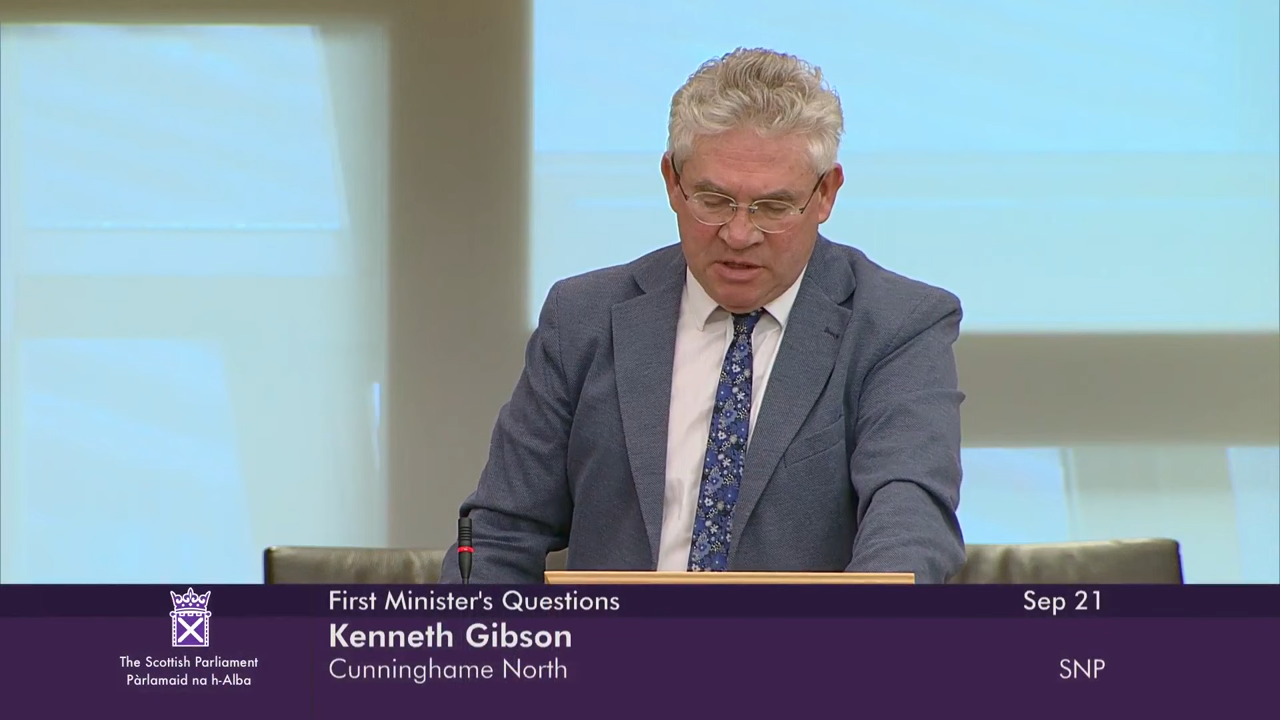 First Minister's Questions
Sep 21
Kenneth Gibson
Cunninghame North
SNP
The Scottish Parliament
Pàrlamaid na h-Alba